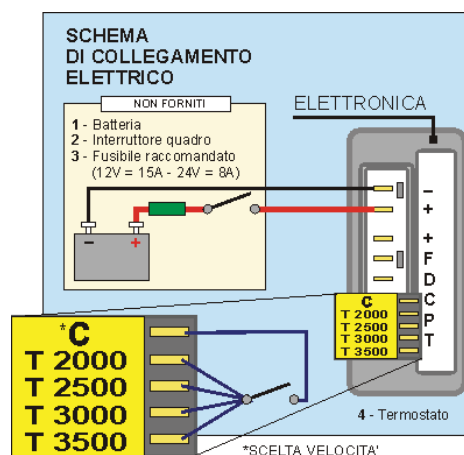 SCHEMA
DI COLLEGAMENTO
ELETTRICO
NON FORNITI
1 - Batteria
2 - Interruttore quadro
3 - Fusibile raccomandato
(12V = 15A - 24V = 8A)
ELETTRONICA
-
+
+
F
D
C
P
T
- +
C
T 2000
T 2500
T 3000
T 3500
*C
T 2000
T 2500
T 3000
T 3500
4 - Termostato
*SCELTA VELOCITA'